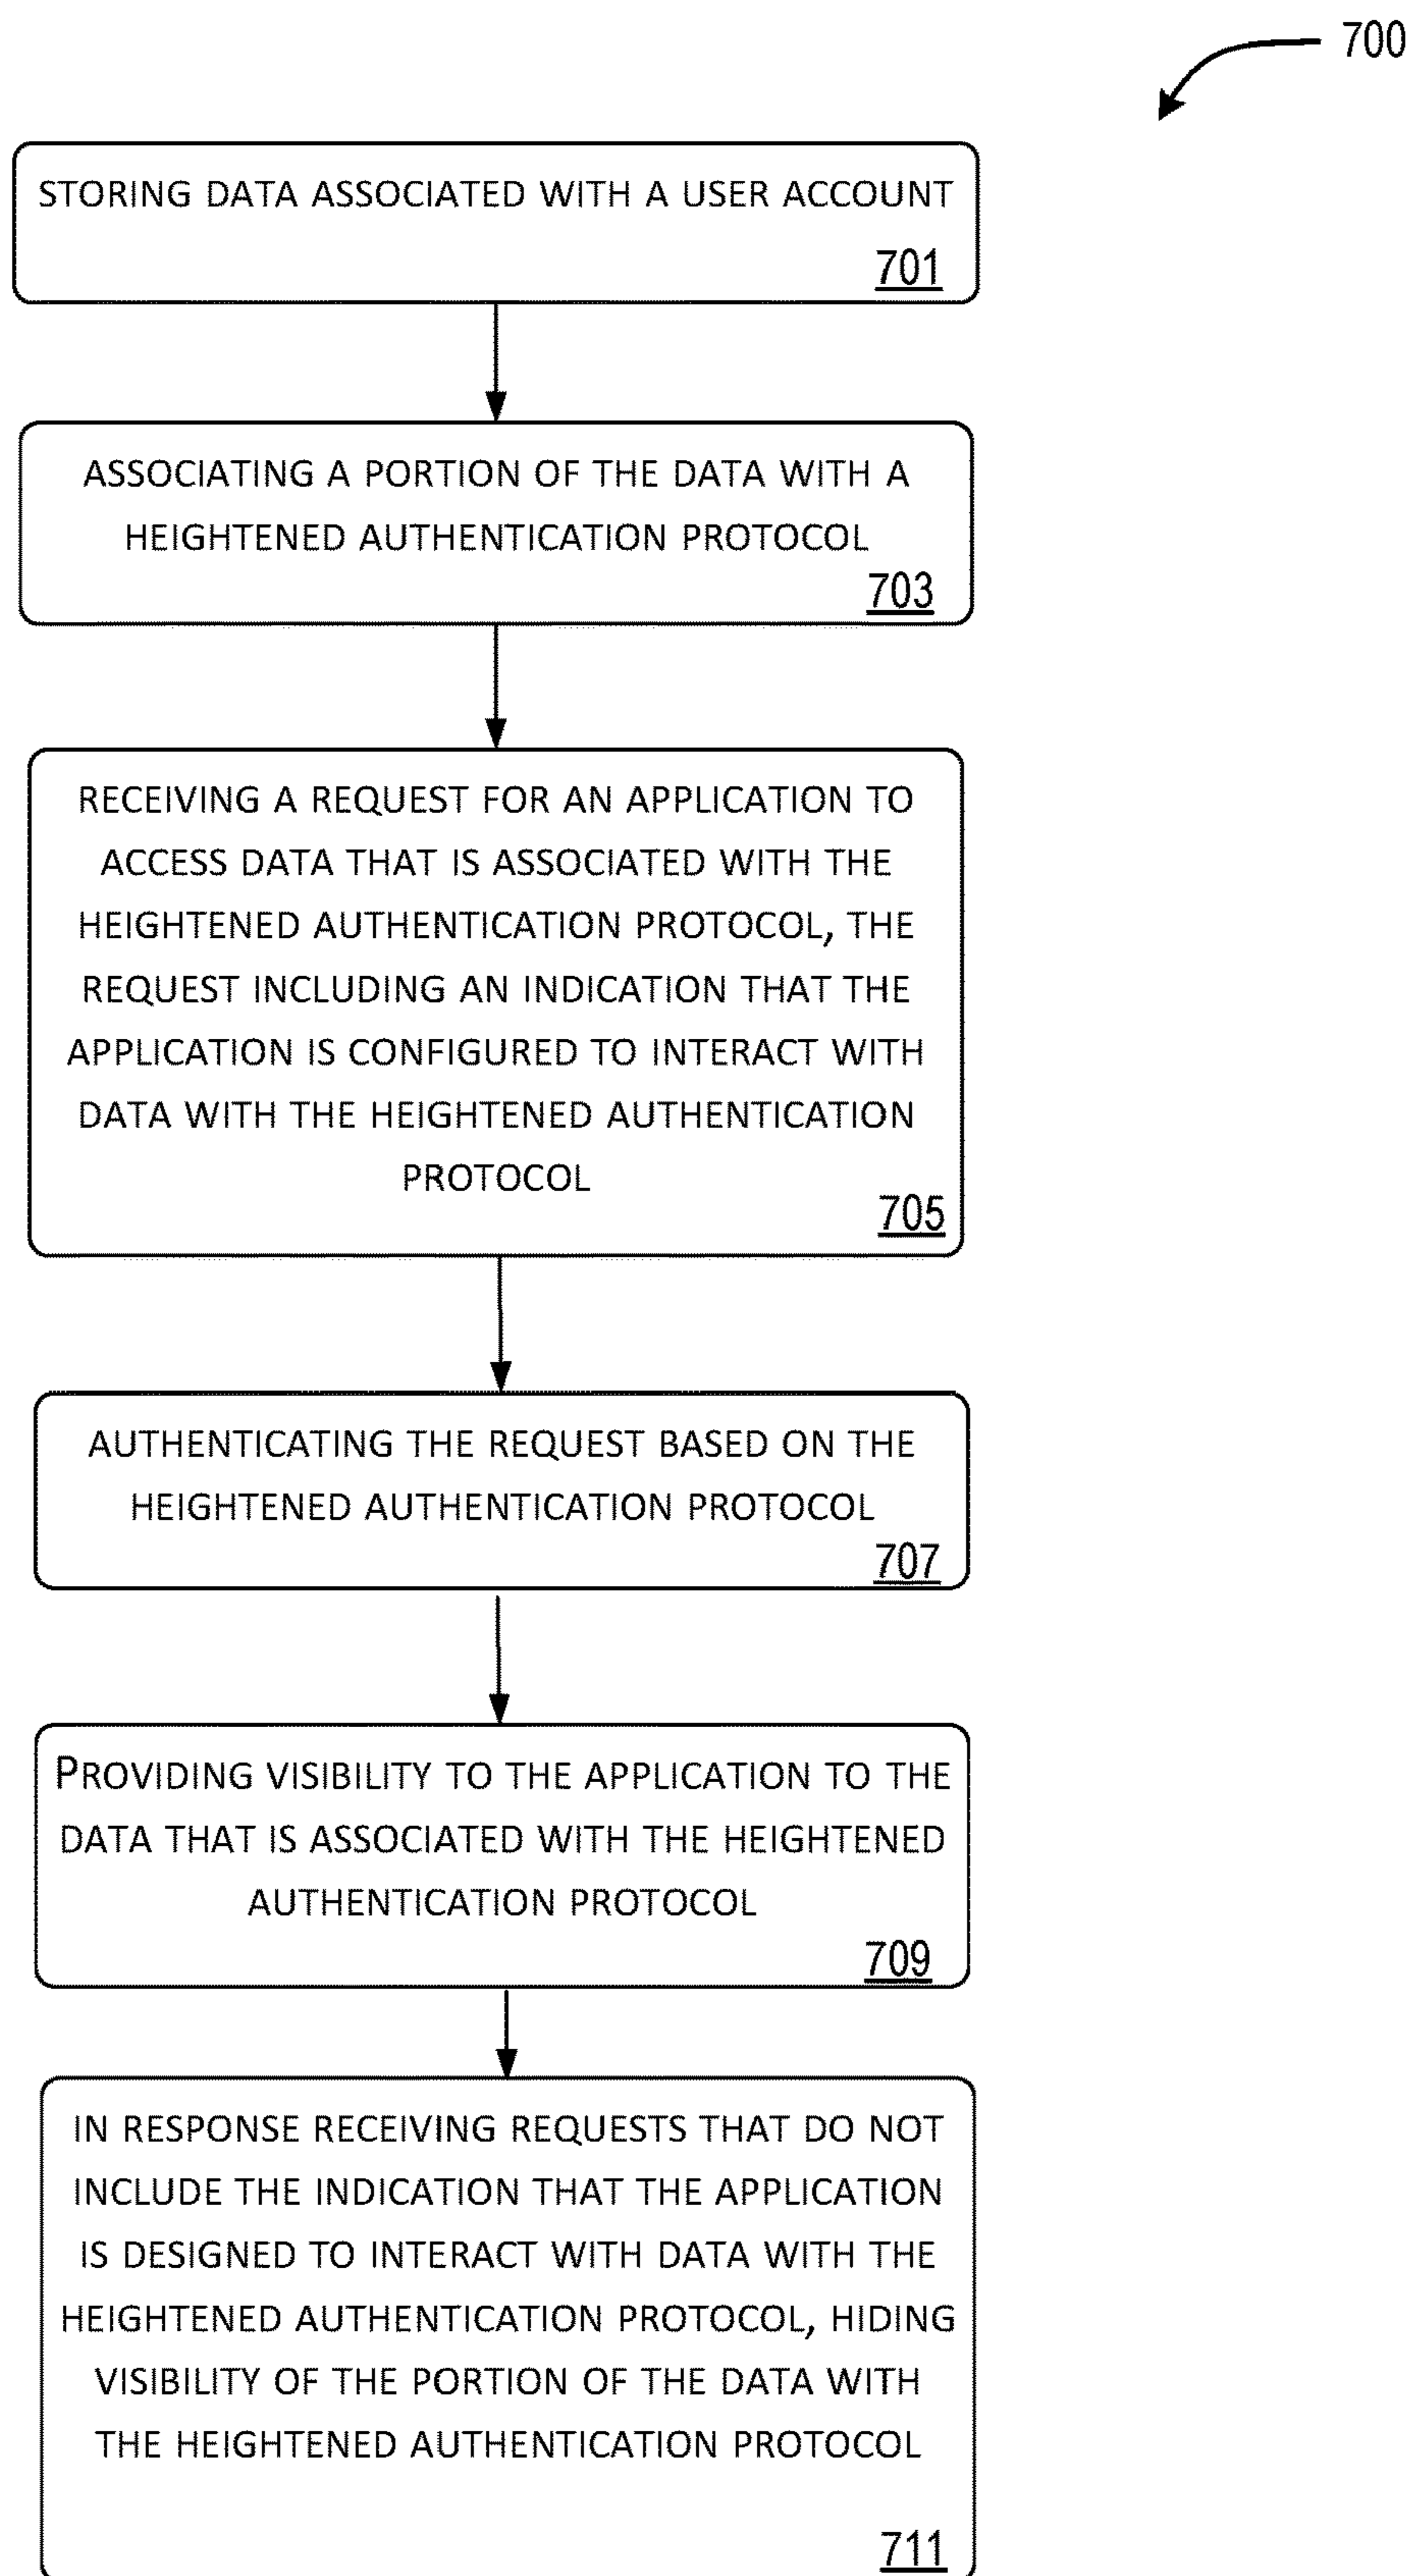 700
STORING DATA ASSOCIATED WITH A USER ACCOUNT
701
ASSOCIATING A PORTION OF THE DATA WITH A
HEIGHTENED AUTHENTICATION PROTOCOL
703
RECEIVING A REQUEST FOR AN APPLICATION TO
ACCESS DATA THAT IS ASSOCIATED WITH THE
HEIGHTENED AUTHENTICATION PROTOCOL, THE
REQUEST INCLUDING AN INDICATION THAT THE
APPLICATION IS CONFIGURED TO INTERACT WITH
DATA WITH THE HEIGHTENED AUTHENTICATION
PROTOCOL
705
AUTHENTICATING THE REQUEST BASED ON THE
HEIGHTENED AUTHENTICATION PROTOCOL
707
PROVIDING VISIBILITY TO THE APPLICATION TO THE
DATA THAT IS ASSOCIATED WITH THE HEIGHTENED
AUTHENTICATION PROTOCOL
709
IN RESPONSE RECEIVING REQUESTS THAT DO NOT
INCLUDE THE INDICATION THAT THE APPLICATION
IS DESIGNED TO INTERACT WITH DATA WITH THE
HEIGHTENED AUTHENTICATION PROTOCOL, HIDING
VISIBILITY OF THE PORTION OF THE DATA WITH
THE HEIGHTENED AUTHENTICATION PROTOCOL
711